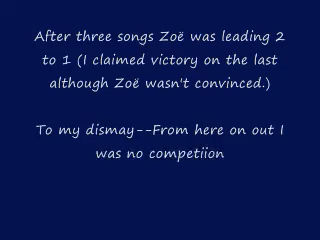 After three songs Zoë was leading 2
to 1 (I claimed victory on the last
although Zoë wasn't convinced.)
To my dismay--From here on out I
was no competiion